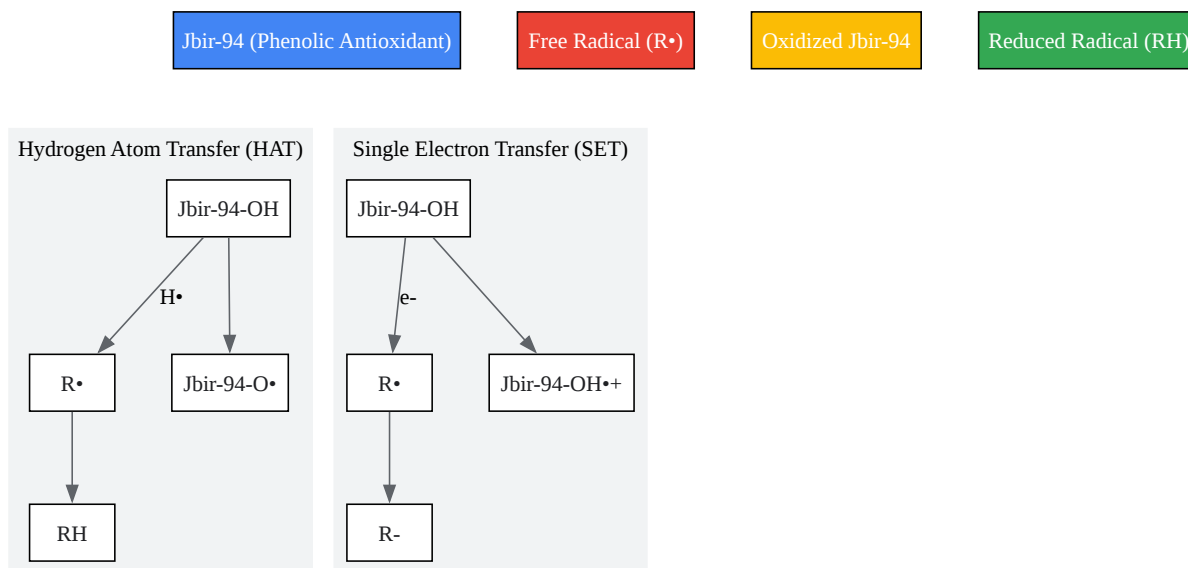 Jbir-94 (Phenolic Antioxidant)
Free Radical (R•)
Oxidized Jbir-94
Reduced Radical (RH)
Hydrogen Atom Transfer (HAT)
Jbir-94-OH
H•
R•
Jbir-94-O•
RH
Single Electron Transfer (SET)
Jbir-94-OH
e-
R•
Jbir-94-OH•+
R-